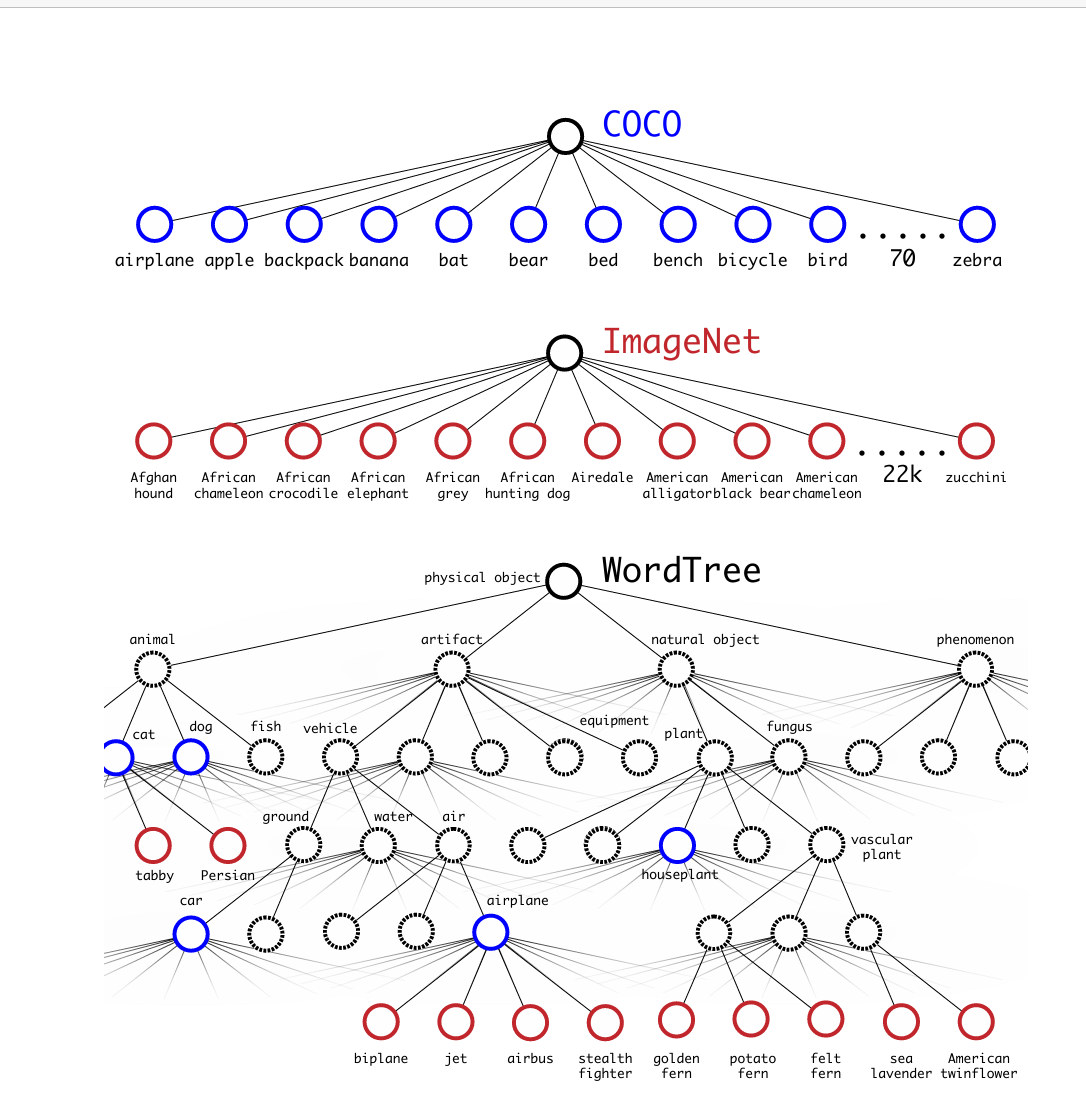 COCO
airplane apple backpack banana bat bear bed bench bicycle bird 70 zebra
ImageNet
Afghan hound
African chameleon
African crocodile
African elephant
African grey
African hunting dog
Airedale
American alligator
American black bear
American chameleon
22k
zucchini
WordTree
physical object
animal artifact natural object phenomenon
cat dog fish vehicle equipment plant fungus
ground water air
vascular plant
tabby Persian houseplant
car airplane
biplane jet airbus
stealth fighter
golden fern
potato fern
felt fern
sea lavender
American twinflower